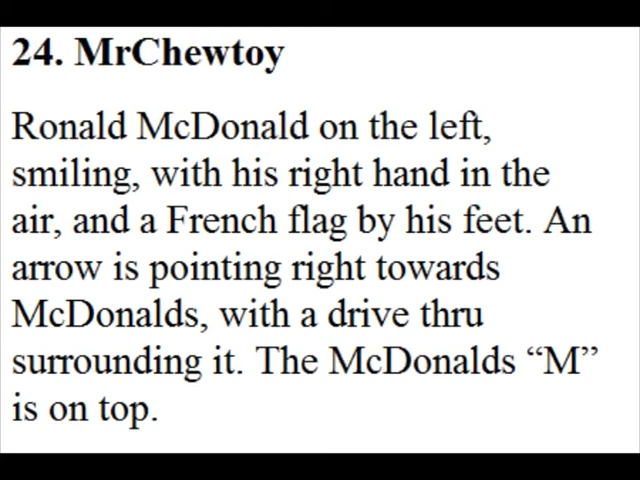 24. MrChewtoy
Ronald McDonald on the left,
smiling, with his right hand in the
air, and a French flag by his feet. An
arrow is pointing right towards
McDonalds, with a drive thru
surrounding it. The McDonalds “M”
is on top.